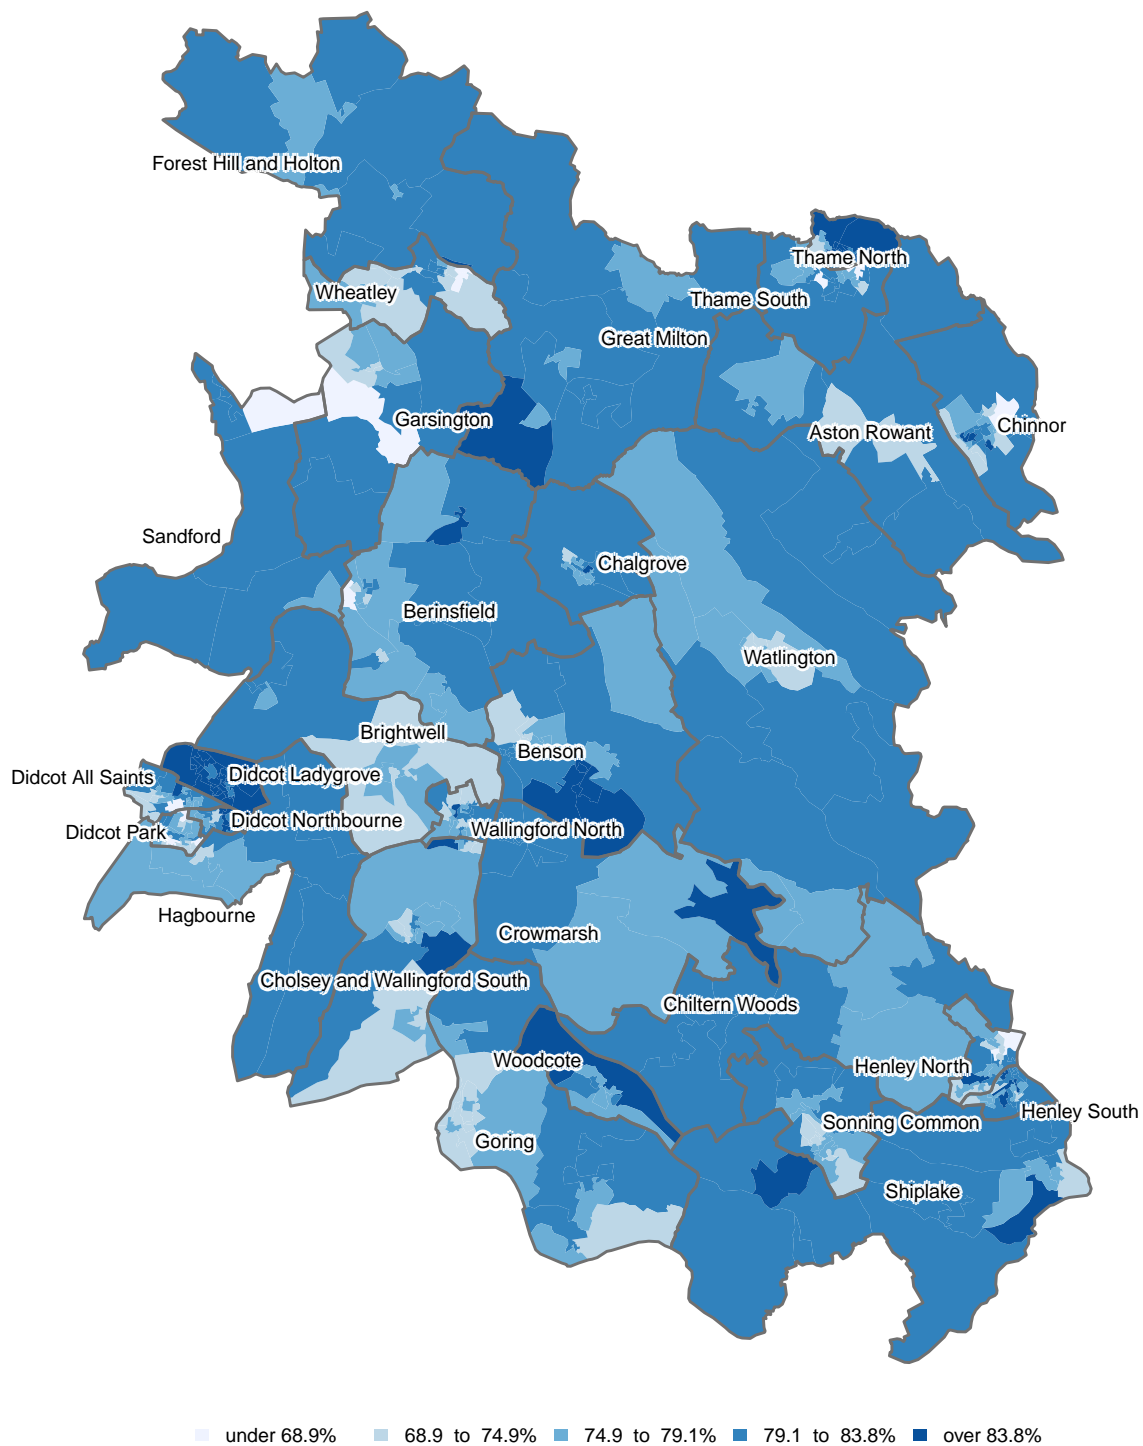 Forest Hill and Holton
Thame North
Wheatley
Thame South
Great Milton
Garsington
Chinnor
Aston Rowant
Sandford
Chalgrove
Berinsfield
Watlington
Brightwell
Benson
Didcot All Saints
Didcot Ladygrove
Didcot Northbourne
Wallingford North
Didcot Park
Hagbourne
Crowmarsh
Cholsey and Wallingford South
Chiltern Woods
Woodcote
Henley North
Henley South
Sonning Common
Goring
Shiplake
under 68.9% 68.9 to 74.9% 74.9 to 79.1% 79.1 to 83.8% over 83.8%